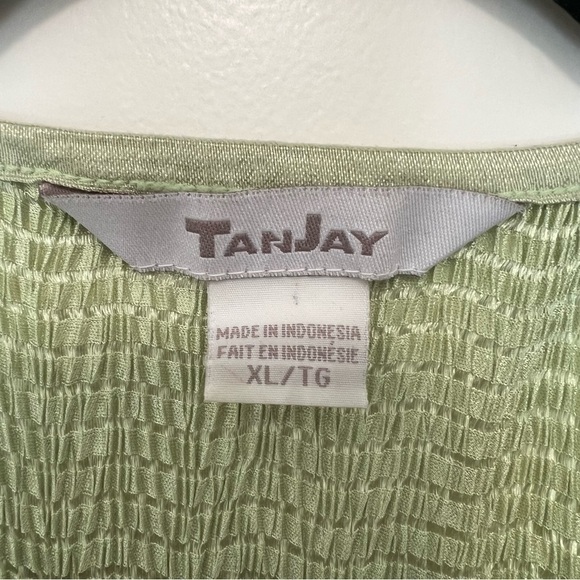 TANJAY
MADE IN INDONESIA
FAIT EN INDONÉSIE
XL/TG